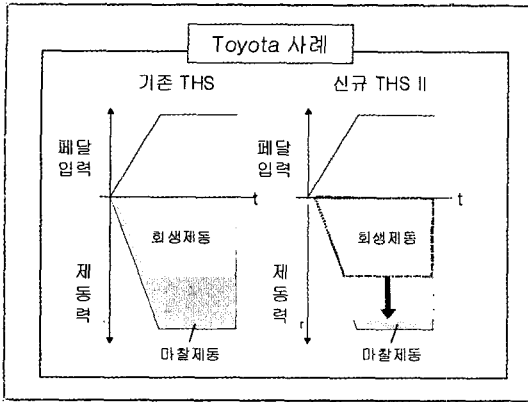 Toyota 사례
기존 THS
신규 THS II
페달
입력
t
회생제동
제
동
력
마찰제동
페달
입력
t
회생제동
제
동
력
r
마찰제동